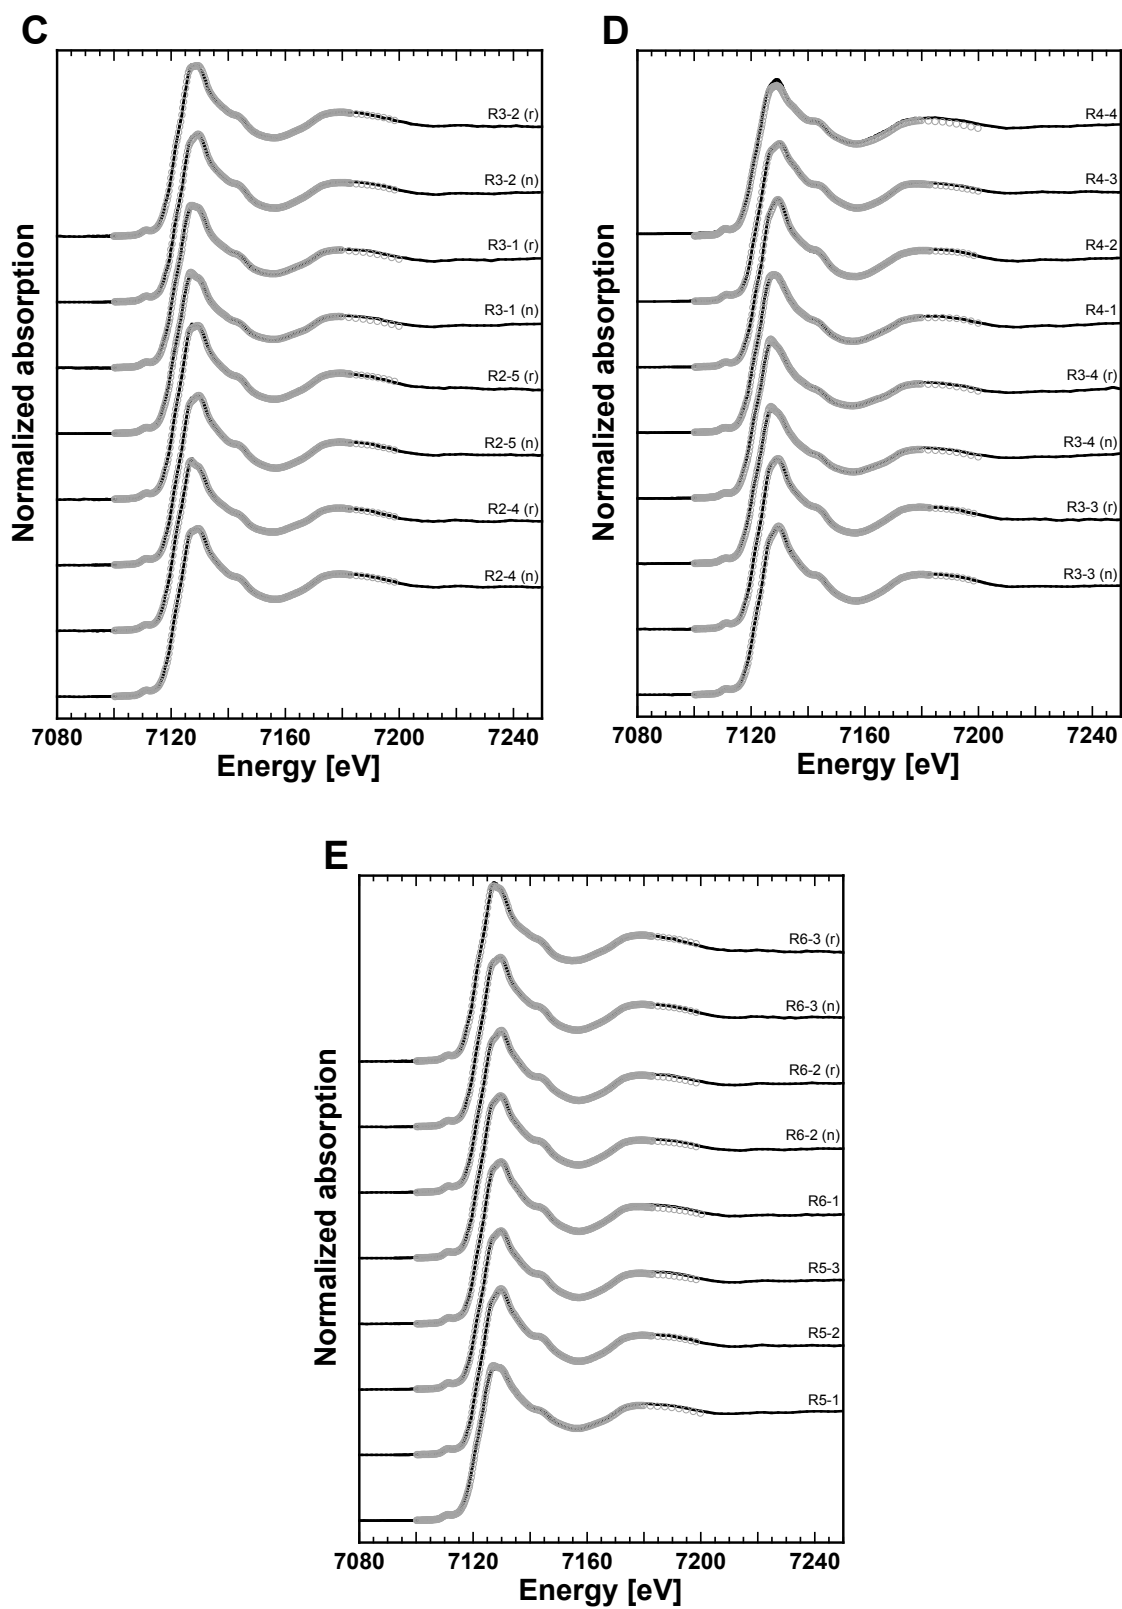 C
Normalized absorption
R3-2 (r)
R3-2 (n)
R3-1 (r)
R3-1 (n)
R2-5 (r)
R2-5 (n)
R2-4 (r)
R2-4 (n)
7080 7120 7160 7200 7240
Energy [eV]
D
Normalized absorption
R4-4
R4-3
R4-2
R4-1
R3-4 (r)
R3-4 (n)
R3-3 (r)
R3-3 (n)
7080 7120 7160 7200 7240
Energy [eV]
E
Normalized absorption
R6-3 (r)
R6-3 (n)
R6-2 (r)
R6-2 (n)
R6-1
R5-3
R5-2
R5-1
7080 7120 7160 7200 7240
Energy [eV]